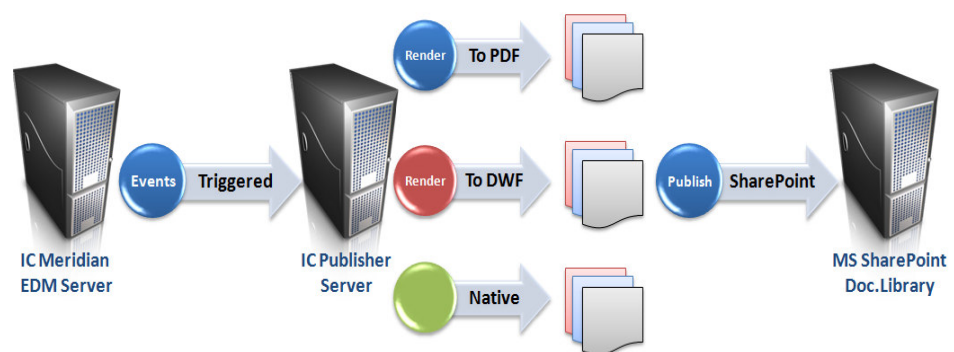 Render To PDF
Events Triggered
Render To DWF
Publish SharePoint
IC Meridian
EDM Server
IC Publisher
Server
Native
MS SharePoint
Doc.Library